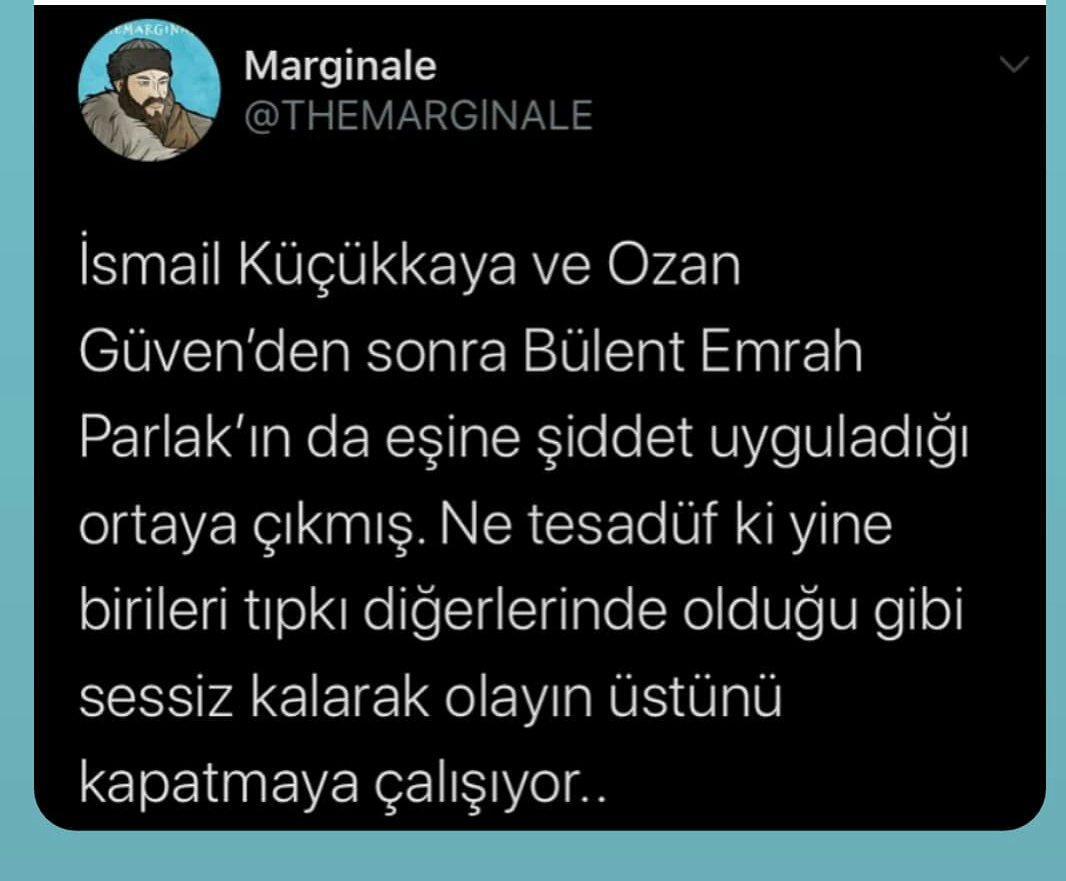 Marginale
@THEMARGINALE
İsmail Küçükkaya ve Ozan
Güven’den sonra Bülent Emrah
Parlak’ın da eşine şiddet uyguladığı
ortaya çıkmış. Ne tesadüf ki yine
birileri tıpkı diğerlerinde olduğu gibi
sessiz kalarak olayın üstünü
kapatmaya çalışıyor..